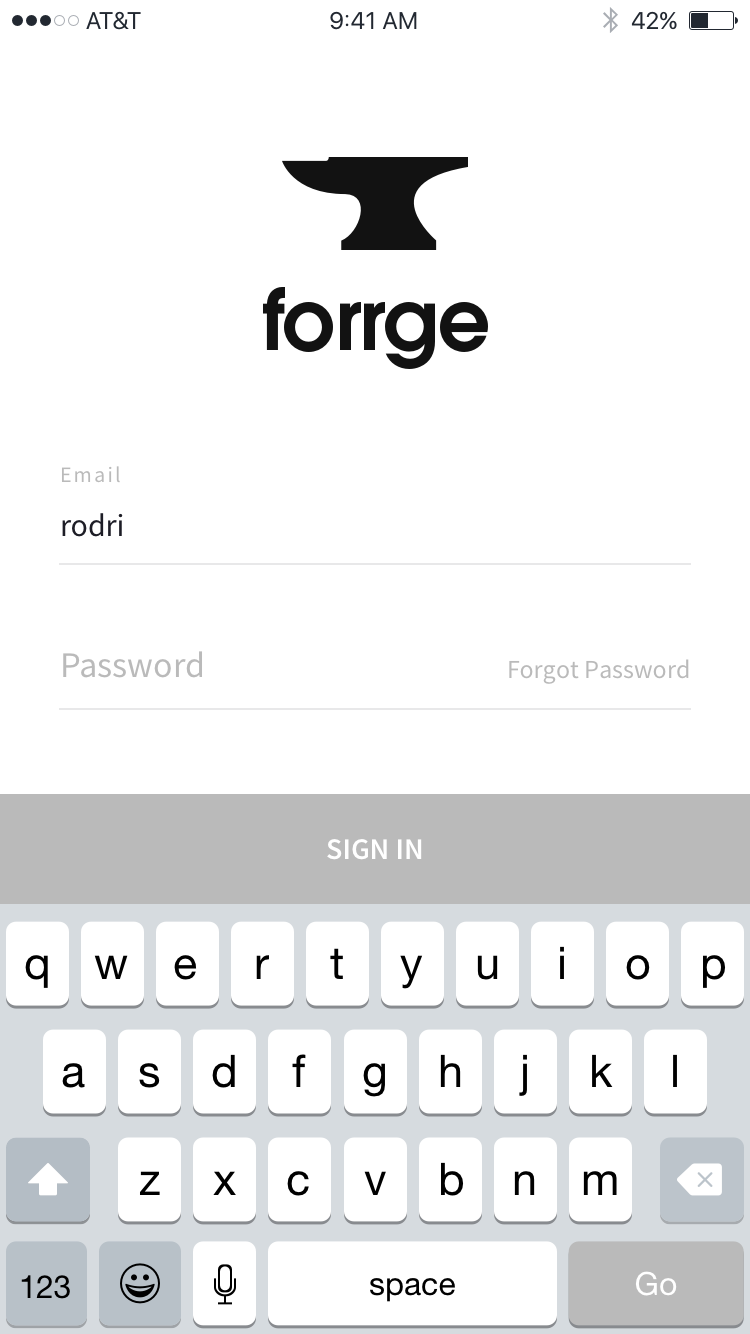 AT&T 9:41 AM 42%
forrge
Email
rodri
Password Forgot Password
SIGN IN
q w e r t y u i o p
a s d f g h j k l
z x c v b n m
123 space Go